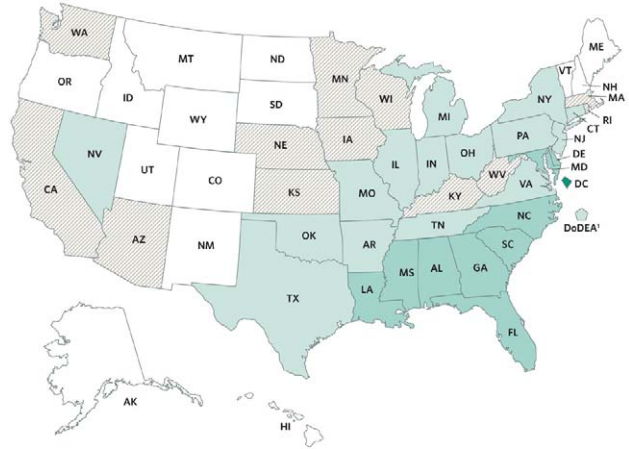 WA
MT
ND
MN
ME
VT
NH
MA
OR
ID
SD
WI
NY
RI
CT
WY
MI
NJ
PA
IA
NE
NV
UT
IL
IN
OH
DE
MD
CO
WV
DC
KS
MO
KY
VA
CA
NC
DoDEA¹
TN
AZ
NM
OK
AR
SC
MS
AL
GA
LA
TX
FL
AK
HI